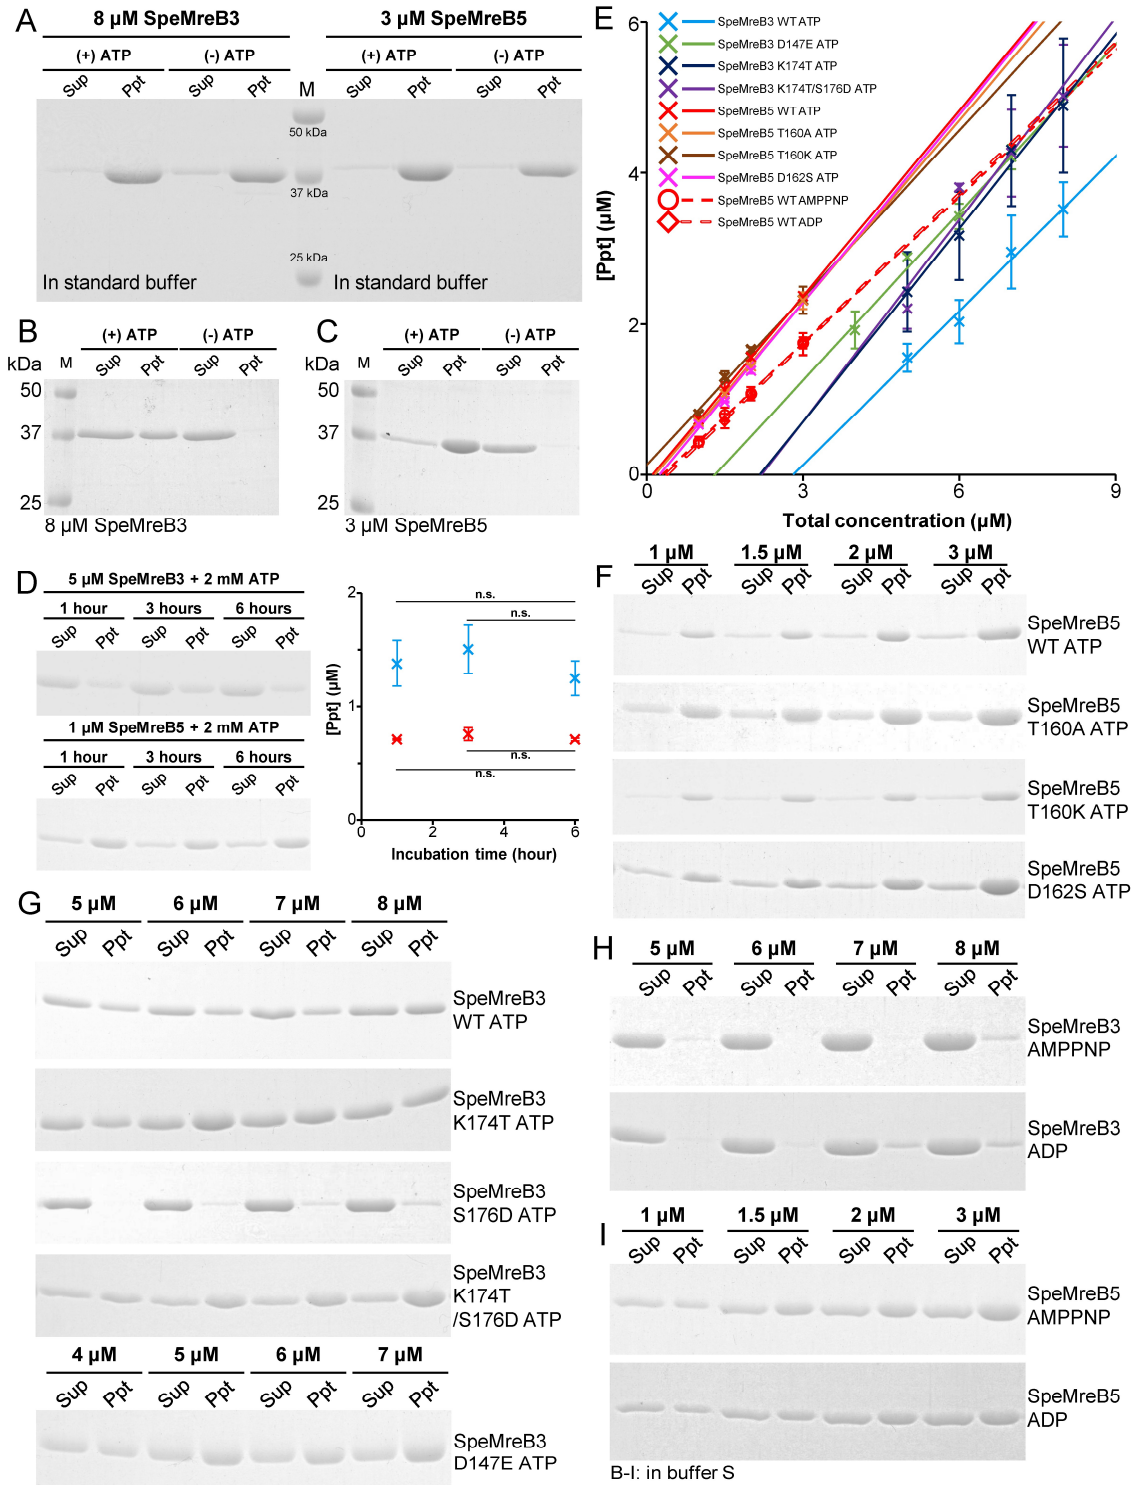 A
8 µM SpeMreB3
3 µM SpeMreB5
(+) ATP
(-) ATP
(+) ATP
(-) ATP
Sup
Ppt
Sup
Ppt
M
Sup
Ppt
Sup
Ppt
50 kDa
37 kDa
25 kDa
In standard buffer
In standard buffer
B
(+) ATP
(-) ATP
kDa
M
Sup
Ppt
Sup
Ppt
50
37
25
8 µM SpeMreB3
C
(+) ATP
(-) ATP
kDa
M
Sup
Ppt
Sup
Ppt
50
37
25
3 µM SpeMreB5
D
5 µM SpeMreB3 + 2 mM ATP
1 hour
3 hours
6 hours
Sup
Ppt
Sup
Ppt
Sup
Ppt
1 µM SpeMreB5 + 2 mM ATP
1 hour
3 hours
6 hours
Sup
Ppt
Sup
Ppt
Sup
Ppt
2
1
0
[Ppt] (µM)
n.s.
n.s.
n.s.
n.s.
0
2
4
6
Incubation time (hour)
E
6
4
2
0
[Ppt] (µM)
SpeMreB3 WT ATP
SpeMreB3 D147E ATP
SpeMreB3 K174T ATP
SpeMreB3 K174T/S176D ATP
SpeMreB5 WT ATP
SpeMreB5 T160A ATP
SpeMreB5 T160K ATP
SpeMreB5 D162S ATP
SpeMreB5 WT AMPPNP
SpeMreB5 WT ADP
0
3
6
9
Total concentration (µM)
F
1 µM
1.5 µM
2 µM
3 µM
Sup
Ppt
Sup
Ppt
Sup
Ppt
Sup
Ppt
SpeMreB5
WT ATP
SpeMreB5
T160A ATP
SpeMreB5
T160K ATP
SpeMreB5
D162S ATP
G
5 µM
6 µM
7 µM
8 µM
Sup
Ppt
Sup
Ppt
Sup
Ppt
Sup
Ppt
SpeMreB3
WT ATP
SpeMreB3
K174T ATP
SpeMreB3
S176D ATP
SpeMreB3
K174T
/S176D ATP
4 µM
5 µM
6 µM
7 µM
Sup
Ppt
Sup
Ppt
Sup
Ppt
Sup
Ppt
SpeMreB3
D147E ATP
H
5 µM
6 µM
7 µM
8 µM
Sup
Ppt
Sup
Ppt
Sup
Ppt
Sup
Ppt
SpeMreB3
AMPPNP
SpeMreB3
ADP
I
1 µM
1.5 µM
2 µM
3 µM
Sup
Ppt
Sup
Ppt
Sup
Ppt
Sup
Ppt
SpeMreB5
AMPPNP
SpeMreB5
ADP
B-I: in buffer S